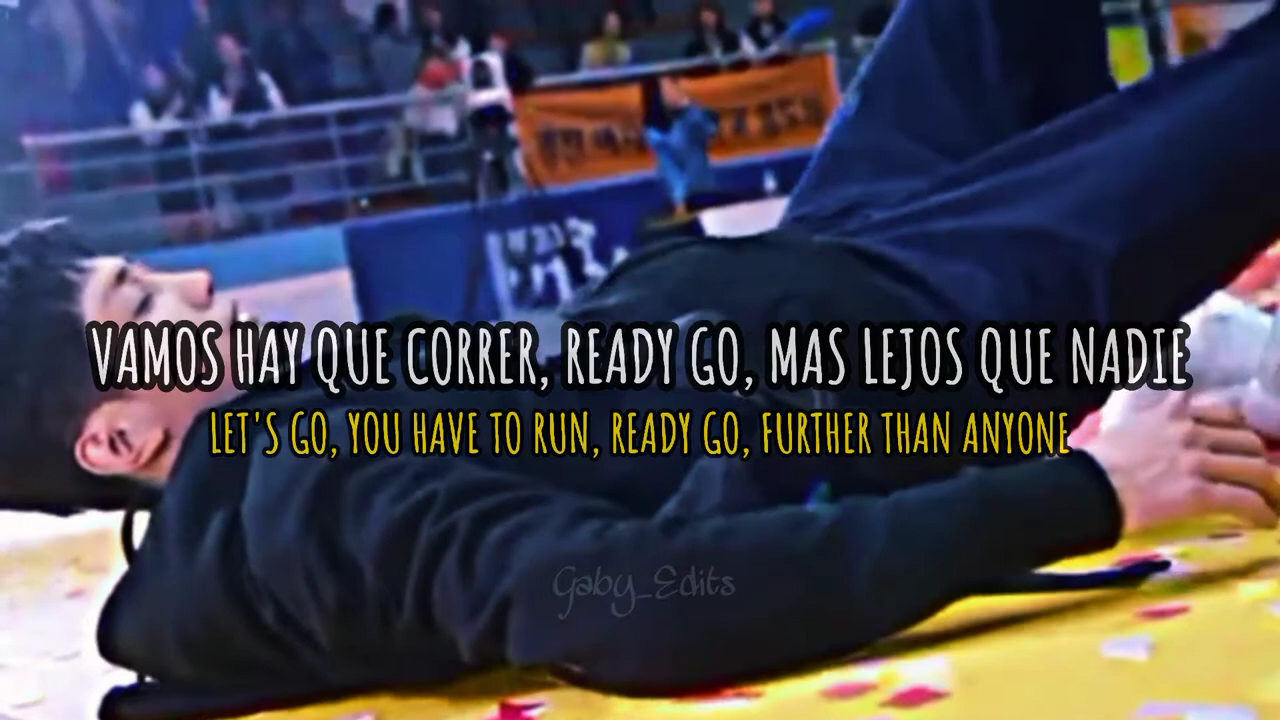 VAMOS HAY QUE CORRER, READY GO, MAS LEJOS QUE NADIE
LET'S GO, YOU HAVE TO RUN, READY GO, FURTHER THAN ANYONE
Gaby_Edits